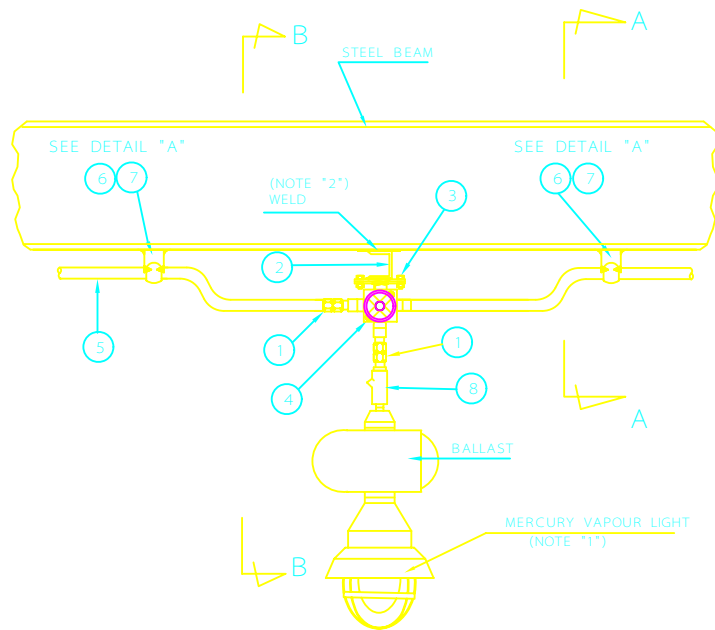 B
A
STEEL BEAM
SEE DETAIL "A"
SEE DETAIL "A"
6 7
6 7
(NOTE "2")
WELD
3
2
1
1
5
4
8
A
BALLAST
MERCURY VAPOUR LIGHT
(NOTE "1")
B